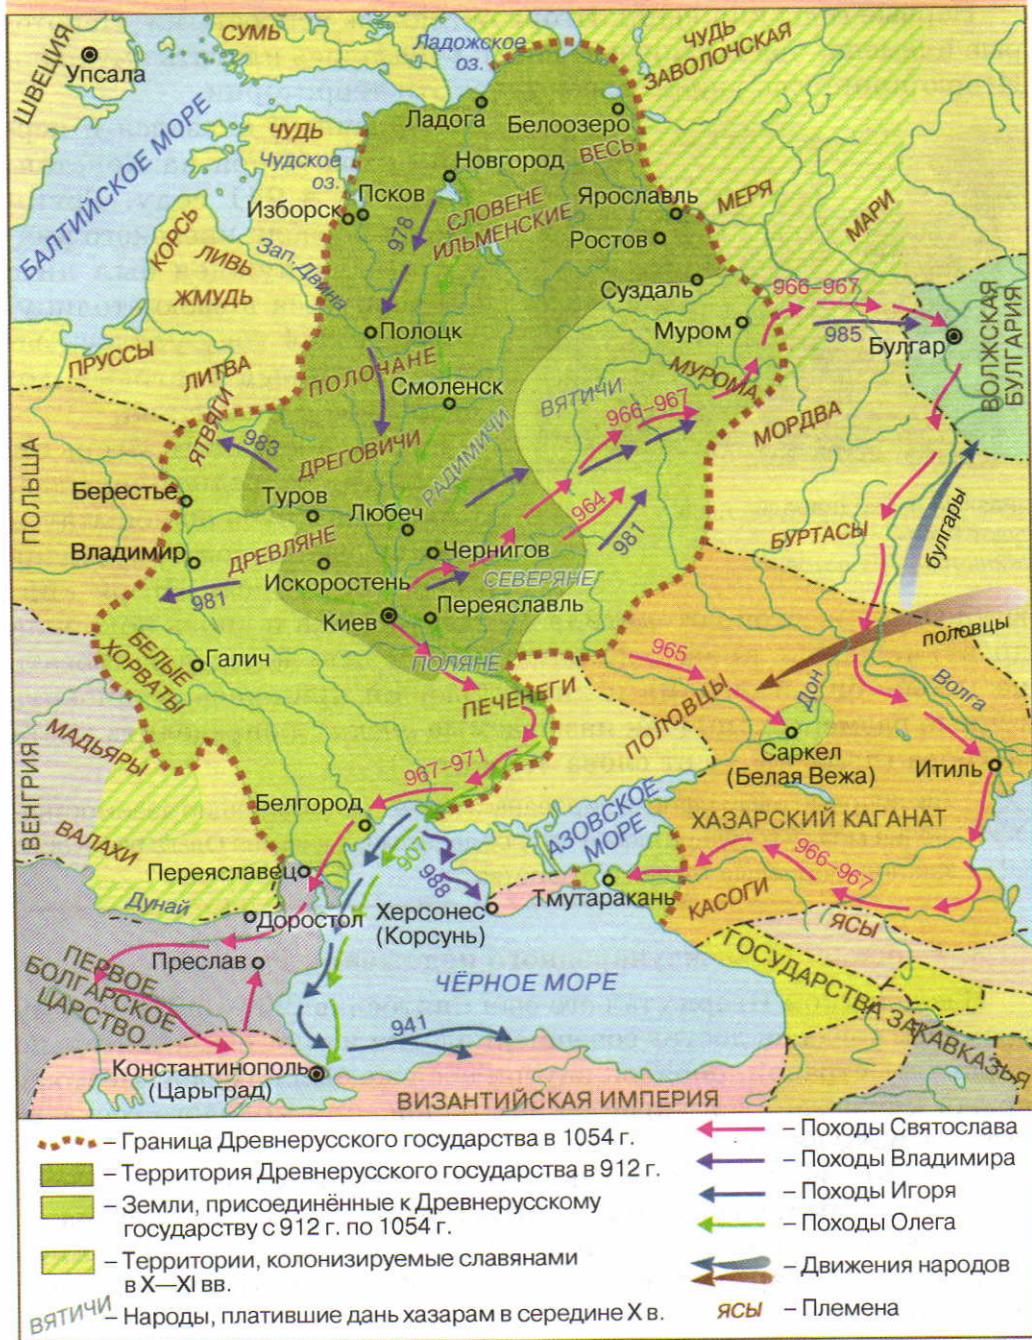 ШВЕЦИЯ
Упсала
СУМЬ
Ладожское
оз.
ЧУДЬ
ЗАВОЛОЧСКАЯ
БАЛТИЙСКОЕ МОРЕ
Ладога
Белоозеро
ЧУДЬ
Чудское
оз.
Новгород
ВЕСЬ
Псков
Изборск
978
СЛОВЕНЕ
ИЛЬМЕНСКИЕ
Ярославль
МЕРЯ
МАРИ
Ростов
КОРСЬ
ЛИВЬ
ЖМУДЬ
Зап. Двина
Суздаль
966–967
985
Полоцк
Муром
Булгар
ВОЛЖСКАЯ
БУЛГАРИЯ
ПРУССЫ
ЛИТВА
ПОЛОЧАНЕ
Смоленск
ВЯТИЧИ
МУРОМА
966–967
МОРДВА
ЯТВЯГИ
983
ДРЕГОВИЧИ
РАДИМИЧИ
ПОЛЬША
Берестье
Туров
Любеч
964
981
БУРТАСЫ
булгары
Владимир
ДРЕВЛЯНЕ
Чернигов
Искоростень
СЕВЕРЯНЕ
981
Киев
Переяславль
половцы
БЕЛЫЕ
ХОРВАТЫ
Галич
ПОЛЯНЕ
965
Дон
Волга
ПЕЧЕНЕГИ
ПОЛОВЦЫ
МАДЬЯРЫ
Саркел
(Белая Вежа)
Итиль
ВЕНГРИЯ
967–971
Белгород
АЗОВСКОЕ
МОРЕ
ХАЗАРСКИЙ КАГАНАТ
ВАЛАХИ
907
988
966–967
Переяславец
Дунай
Доростол
Херсонес
(Корсунь)
Тмутаракань
КАСОГИ
ЯСЫ
ПЕРВОЕ
БОЛГАРСКОЕ
ЦАРСТВО
Преслав
ЧЁРНОЕ МОРЕ
ГОСУДАРСТВА ЗАКАВКАЗЬЯ
941
Константинополь
(Царьград)
ВИЗАНТИЙСКАЯ ИМПЕРИЯ
– Граница Древнерусского государства в 1054 г.
– Территория Древнерусского государства в 912 г.
– Земли, присоединённые к Древнерусскому
государству с 912 г. по 1054 г.
– Территории, колонизируемые славянами
в X—XI вв.
ВЯТИЧИ – Народы, платившие дань хазарам в середине X в.
– Походы Святослава
– Походы Владимира
– Походы Игоря
– Походы Олега
– Движения народов
ЯСЫ – Племена